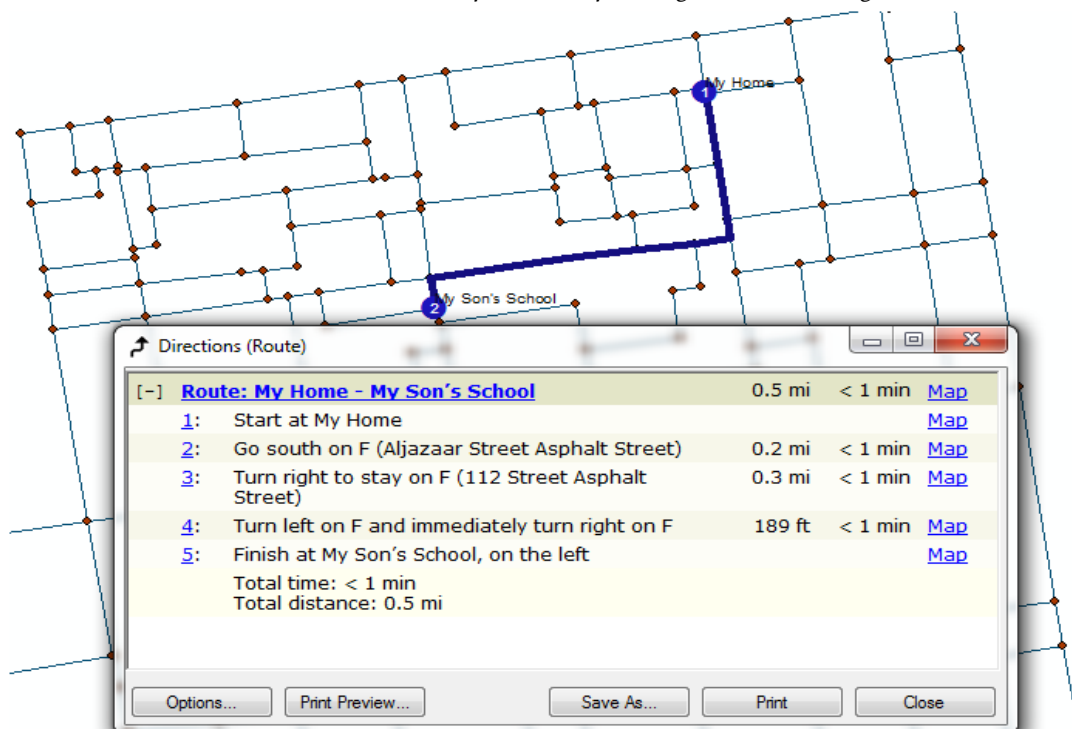 My Home
1
My Son's School
2
Directions (Route)
[-] Route: My Home - My Son's School 0.5 mi < 1 min Map
1: Start at My Home Map
2: Go south on F (Aljazaar Street Asphalt Street) 0.2 mi < 1 min Map
3: Turn right to stay on F (112 Street Asphalt
Street) 0.3 mi < 1 min Map
4: Turn left on F and immediately turn right on F 189 ft < 1 min Map
5: Finish at My Son's School, on the left Map
Total time: < 1 min
Total distance: 0.5 mi
Options... Print Preview... Save As... Print Close